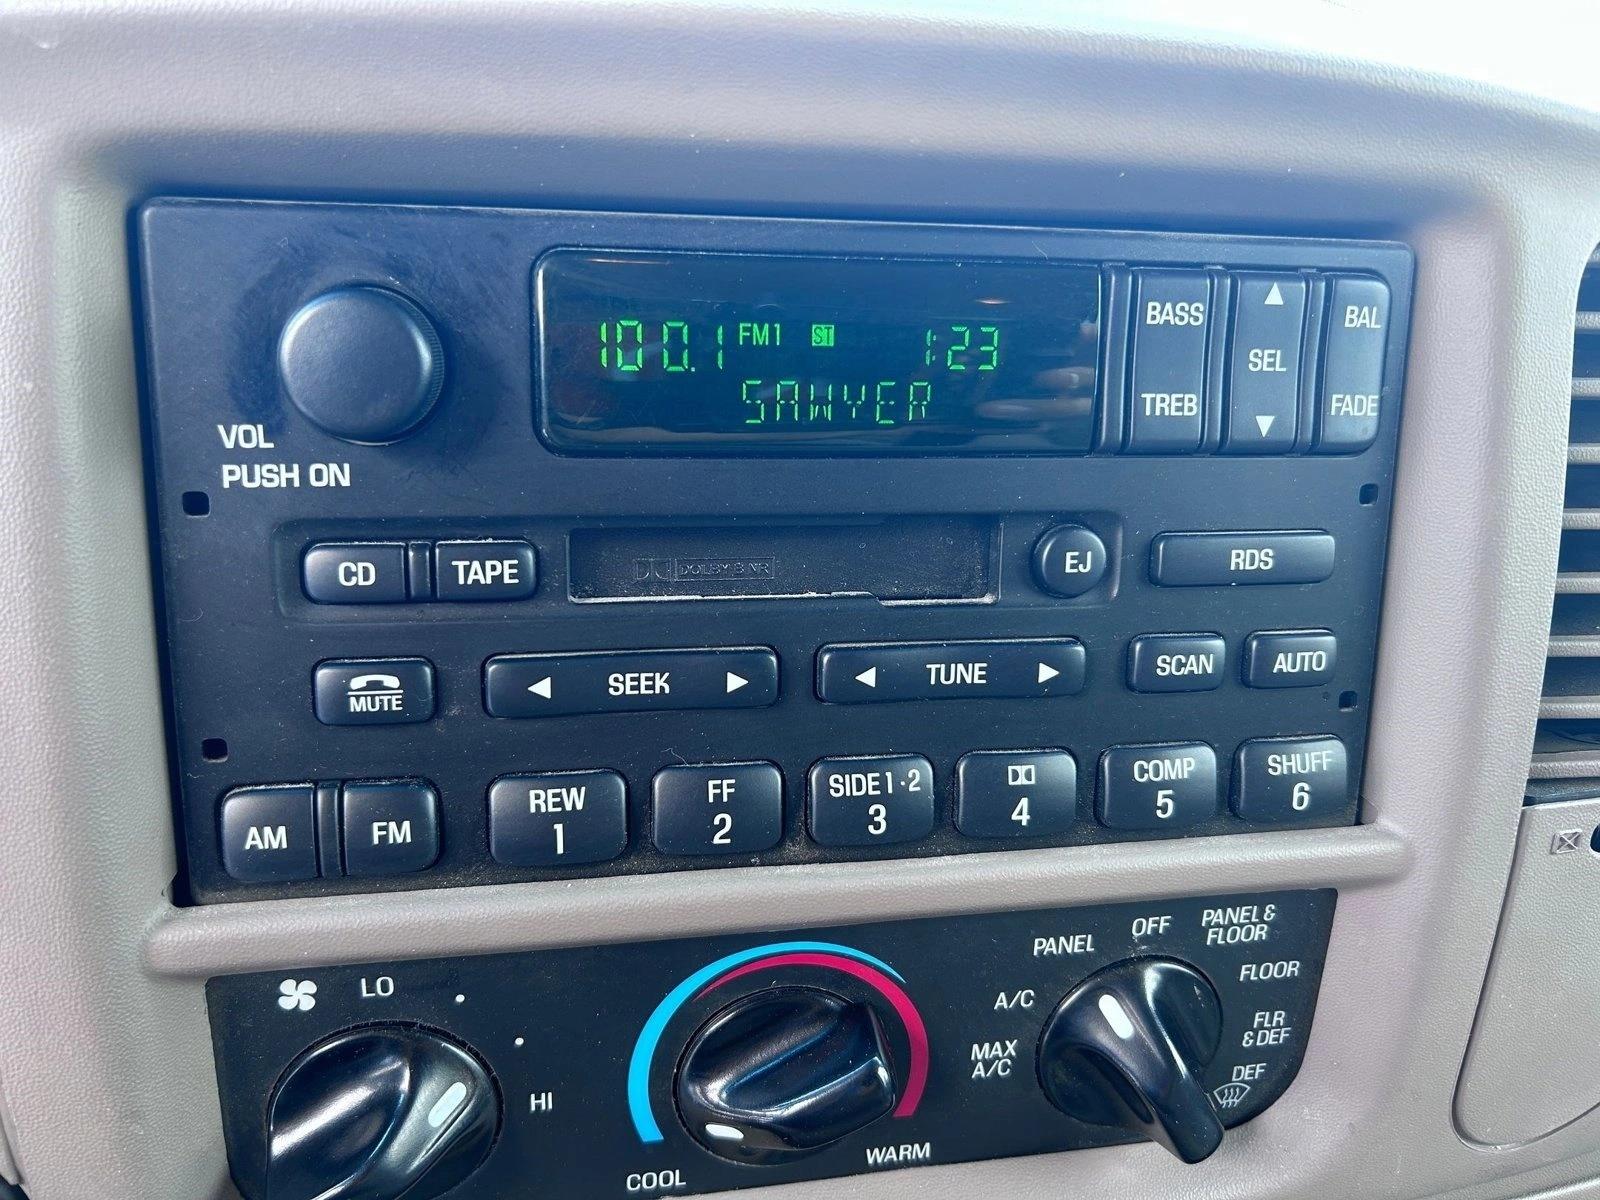 100.1 FM1 ST 1:23
SAWYER
BASS
TREB
SEL
BAL
FADE
VOL
PUSH ON
CD TAPE DOLBY B NR EJ RDS
MUTE SEEK TUNE SCAN AUTO
AM FM
REW
1
FF
2
SIDE 1·2
3
4
COMP
5
SHUFF
6
LO
HI
COOL
WARM
MAX
A/C
A/C
PANEL
OFF
PANEL &
FLOOR
FLOOR
FLR
& DEF
DEF